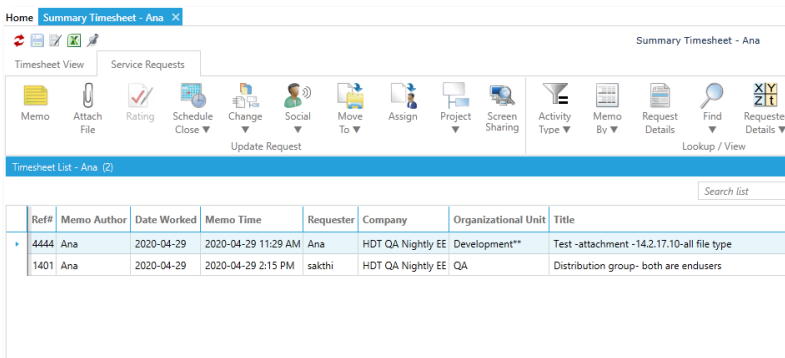 Home Summary Timesheet - Ana ×
Summary Timesheet - Ana
Timesheet View Service Requests
Memo Attach File Rating Schedule Close ▼ Change ▼ Social ▼ Move To ▼ Assign Project ▼ Screen Sharing Activity Type ▼ Memo By ▼ Request Details Find ▼ Requeste Details ▼
Update Request Lookup / View
Timesheet List - Ana (2)
Search list
Ref# Memo Author Date Worked Memo Time Requester Company Organizational Unit Title
4444 Ana 2020-04-29 2020-04-29 11:29 AM Ana HDT QA Nightly EE Development** Test -attachment -14.2.17.10-all file type
1401 Ana 2020-04-29 2020-04-29 2:15 PM sakthi HDT QA Nightly EE QA Distribution group- both are endusers